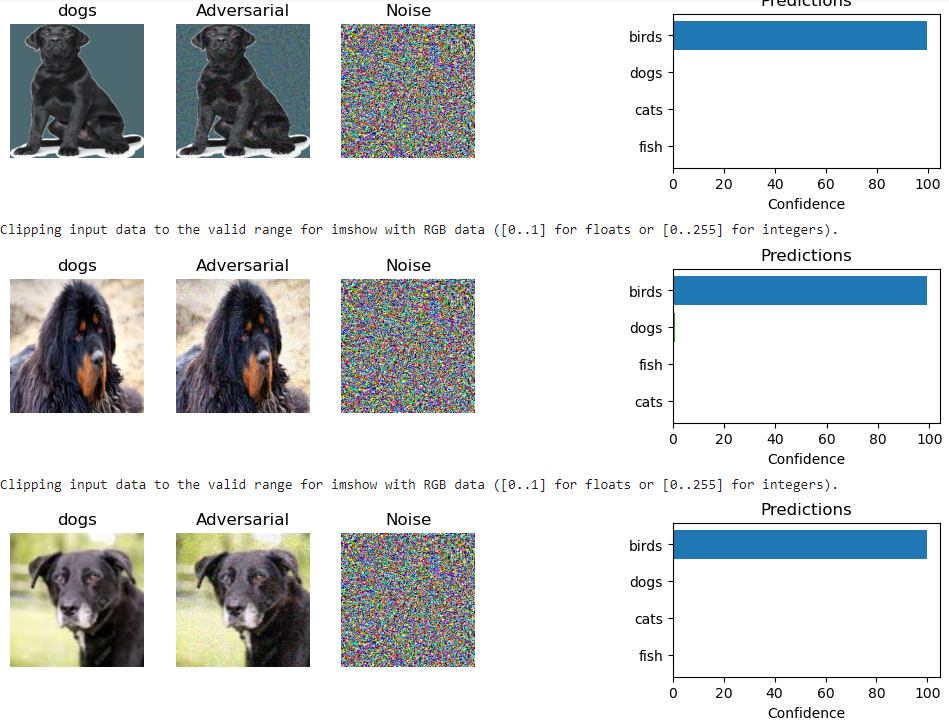 dogs Adversarial Noise Predictions
birds
dogs
cats
fish
0 20 40 60 80 100
Confidence
Clipping input data to the valid range for imshow with RGB data ([0..1] for floats or [0..255] for integers).
dogs Adversarial Noise Predictions
birds
dogs
fish
cats
0 20 40 60 80 100
Confidence
Clipping input data to the valid range for imshow with RGB data ([0..1] for floats or [0..255] for integers).
dogs Adversarial Noise Predictions
birds
dogs
cats
fish
0 20 40 60 80 100
Confidence